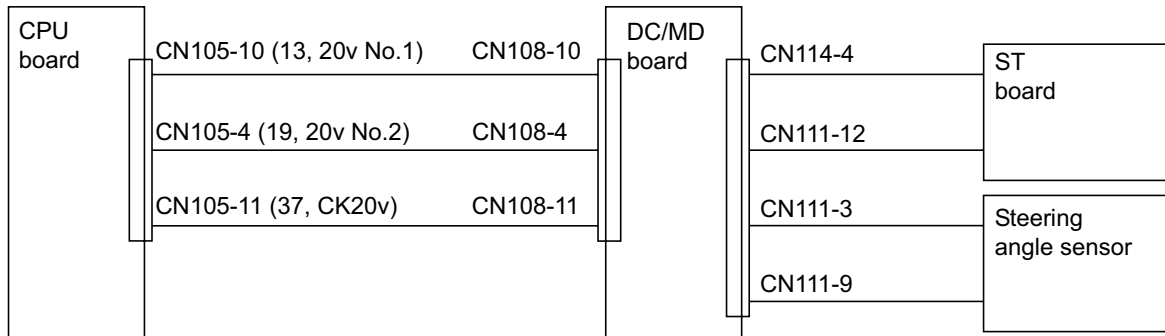 CPU
board
CN105-10 (13, 20v No.1)
CN108-10
DC/MD
board
CN114-4
ST
board
CN105-4 (19, 20v No.2)
CN108-4
CN111-12
CN105-11 (37, CK20v)
CN108-11
CN111-3
Steering
angle sensor
CN111-9